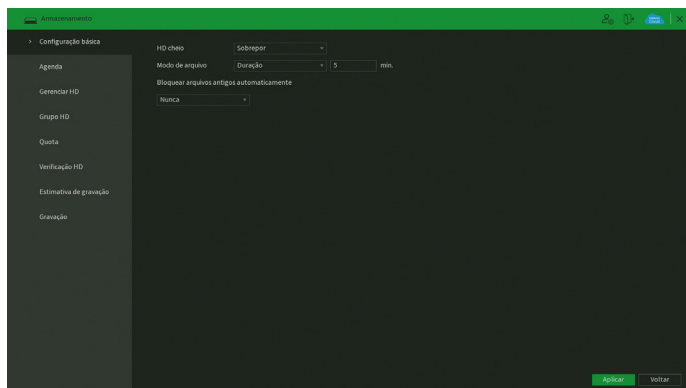 Armazenamento
Configuração básica
Agenda
Gerenciar HD
Grupo HD
Quota
Verificação HD
Estimativa de gravação
Gravação
HD cheio Sobrepor
Modo de arquivo Duração 5 min.
Bloquear arquivos antigos automaticamente
Nunca
Aplicar Voltar